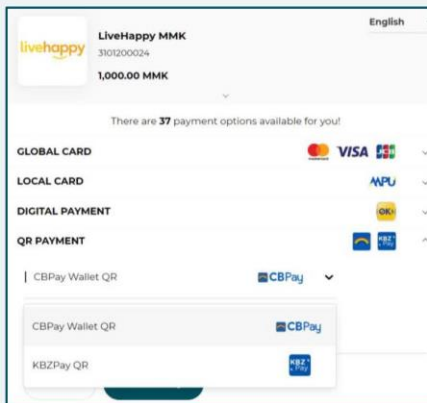 English
livehappy
LiveHappy MMK
3101200024
1,000.00 MMK
There are 37 payment options available for you!
GLOBAL CARD VISA JCB
LOCAL CARD MPU
DIGITAL PAYMENT OK$
QR PAYMENT KBZ Pay
CBPay Wallet QR CBPay
CBPay Wallet QR CBPay
KBZPay QR KBZ Pay